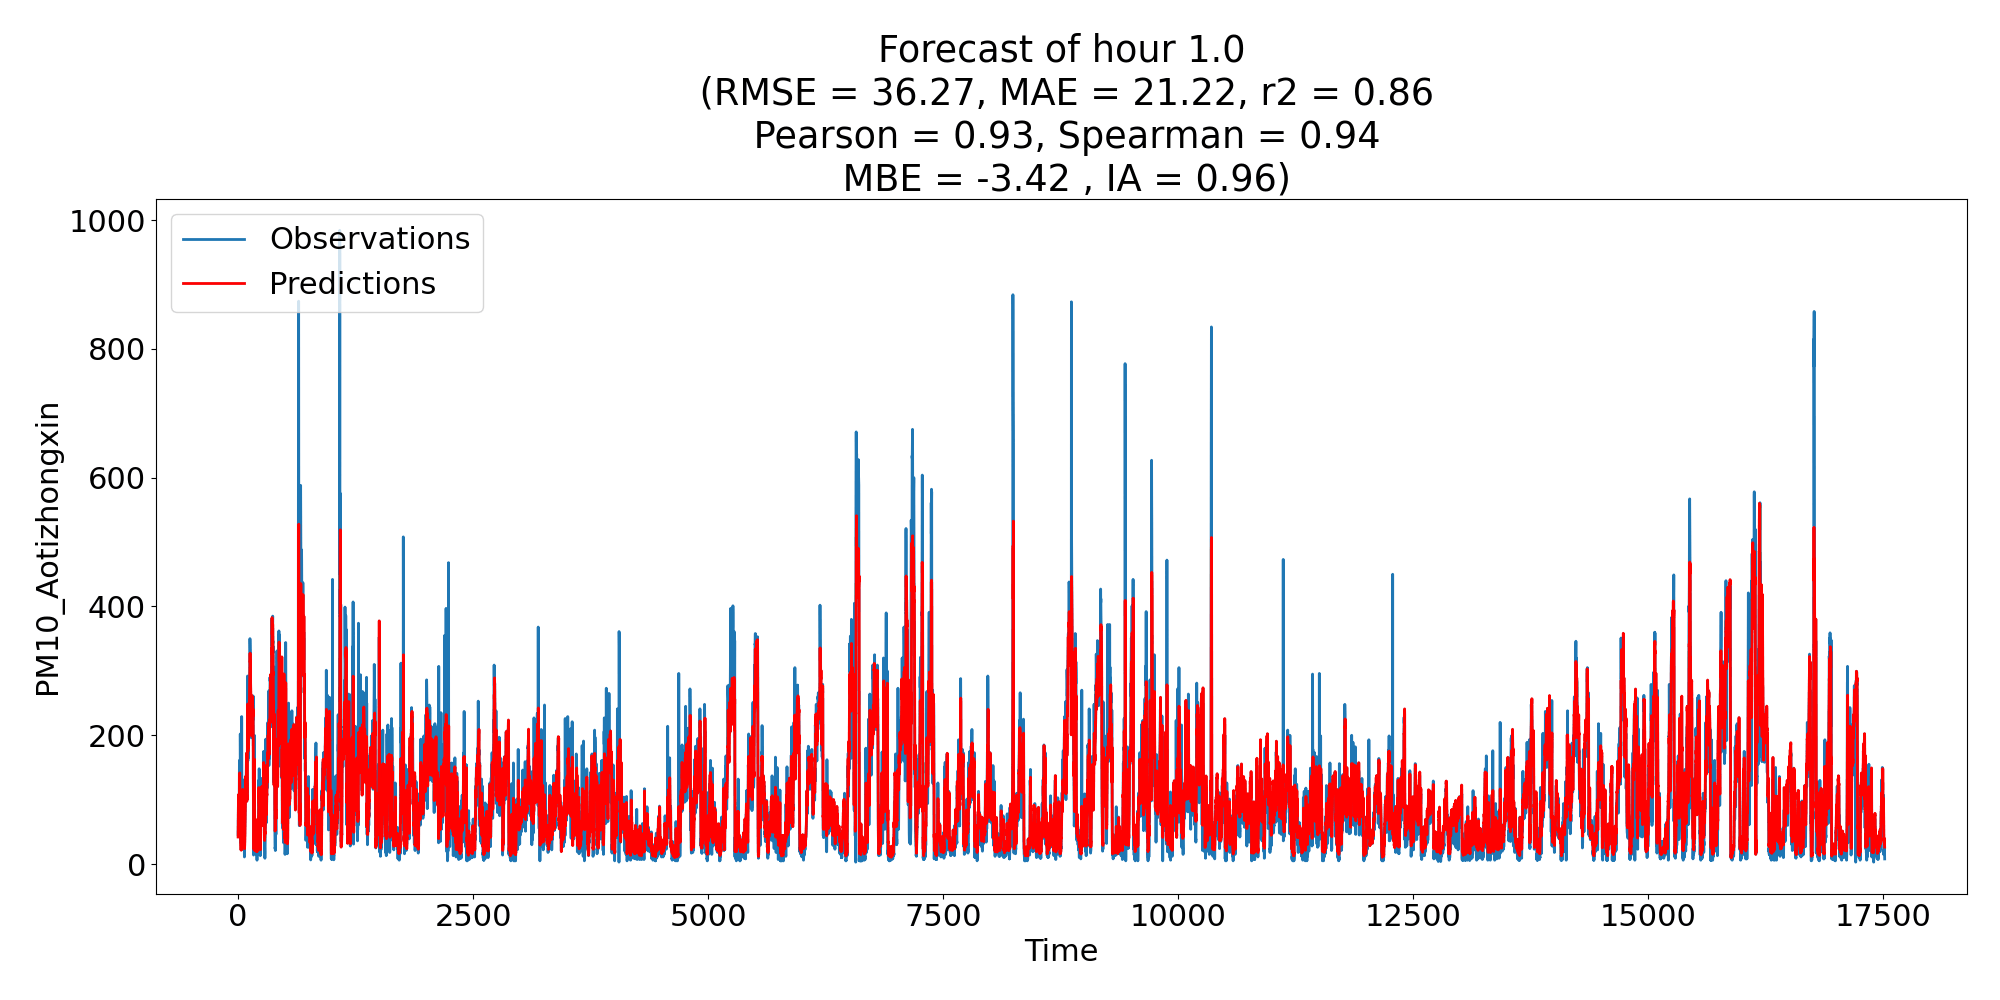 Forecast of hour 1.0
(RMSE = 36.27, MAE = 21.22, r2 = 0.86
Pearson = 0.93, Spearman = 0.94
MBE = -3.42 , IA = 0.96)
Observations
Predictions
1000
800
600
400
200
0
PM10_Aotizhongxin
0 2500 5000 7500 10000 12500 15000 17500
Time